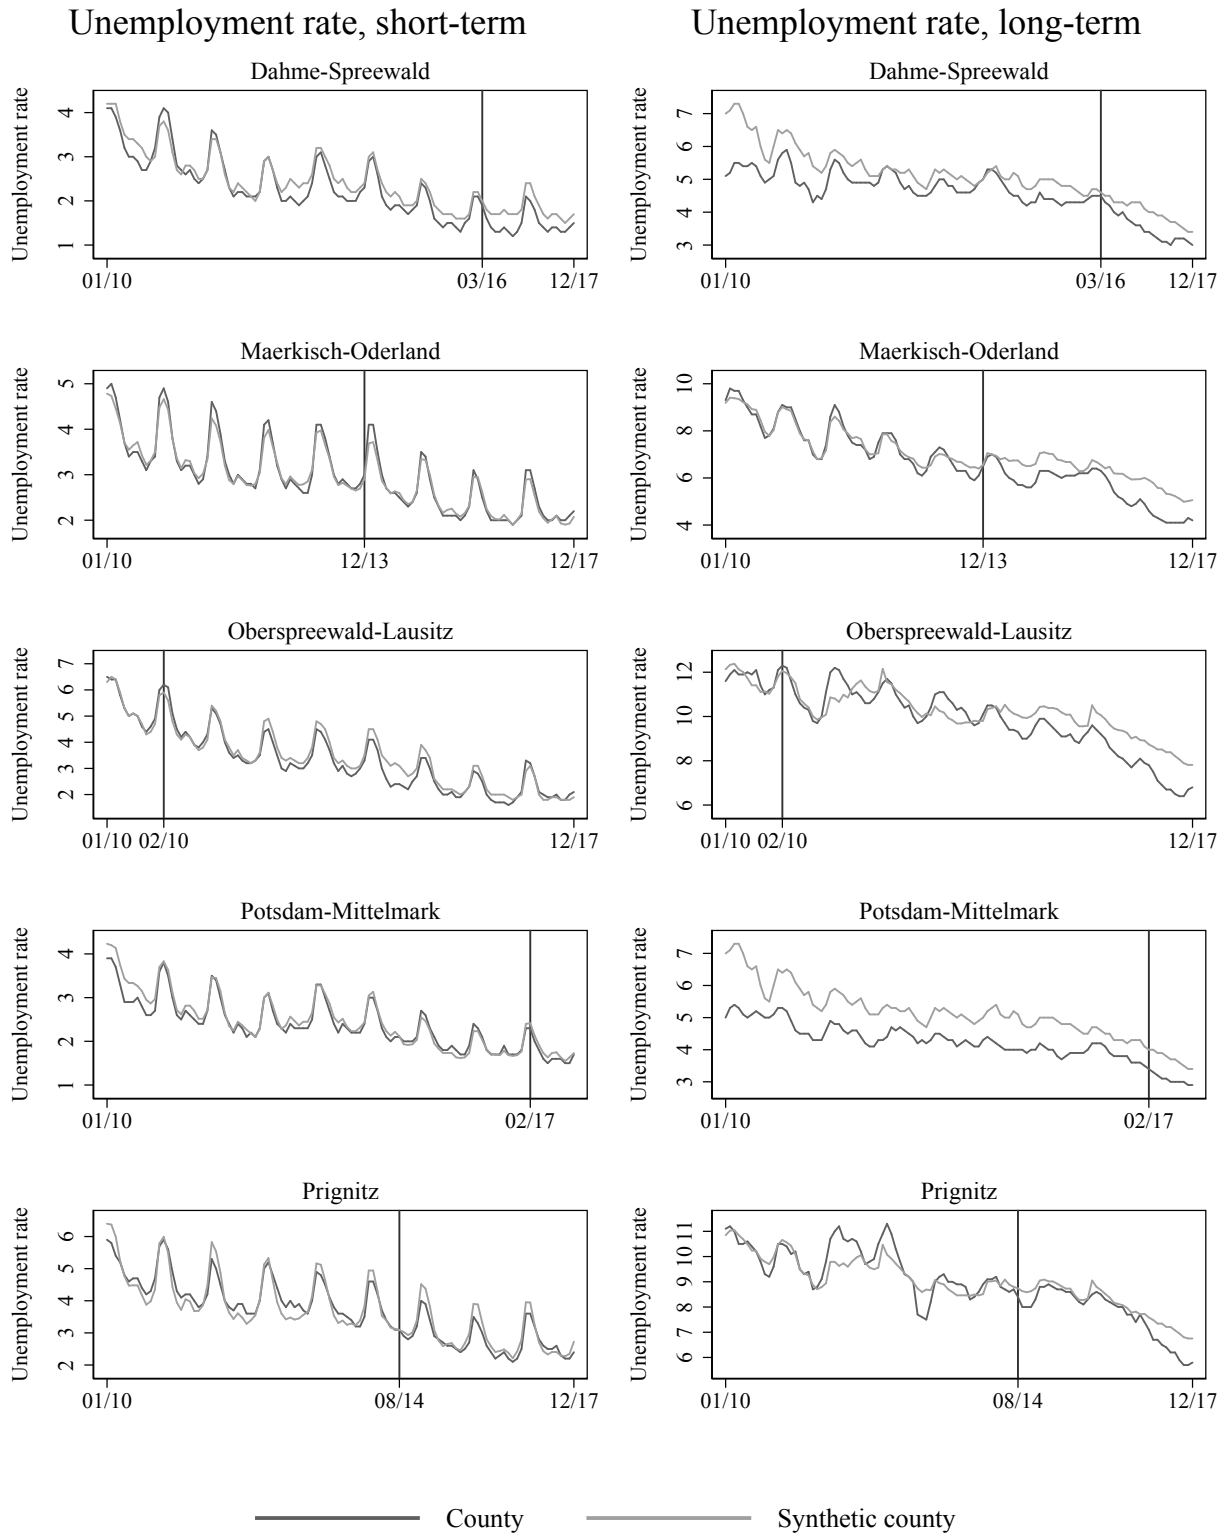 Unemployment rate, short-term
Unemployment rate, long-term
Dahme-Spreewald
Unemployment rate
4
3
2
1
01/10 03/16 12/17
Dahme-Spreewald
Unemployment rate
7
6
5
4
3
01/10 03/16 12/17
Maerkisch-Oderland
Unemployment rate
5
4
3
2
01/10 12/13 12/17
Maerkisch-Oderland
Unemployment rate
10
8
6
4
01/10 12/13 12/17
Oberspreewald-Lausitz
Unemployment rate
7
6
5
4
3
2
01/10 02/10 12/17
Oberspreewald-Lausitz
Unemployment rate
12
10
8
6
01/10 02/10 12/17
Potsdam-Mittelmark
Unemployment rate
4
3
2
1
01/10 02/17
Potsdam-Mittelmark
Unemployment rate
7
6
5
4
3
01/10 02/17
Prignitz
Unemployment rate
6
5
4
3
2
01/10 08/14 12/17
Prignitz
Unemployment rate
11
10
9
8
7
6
01/10 08/14 12/17
County Synthetic county